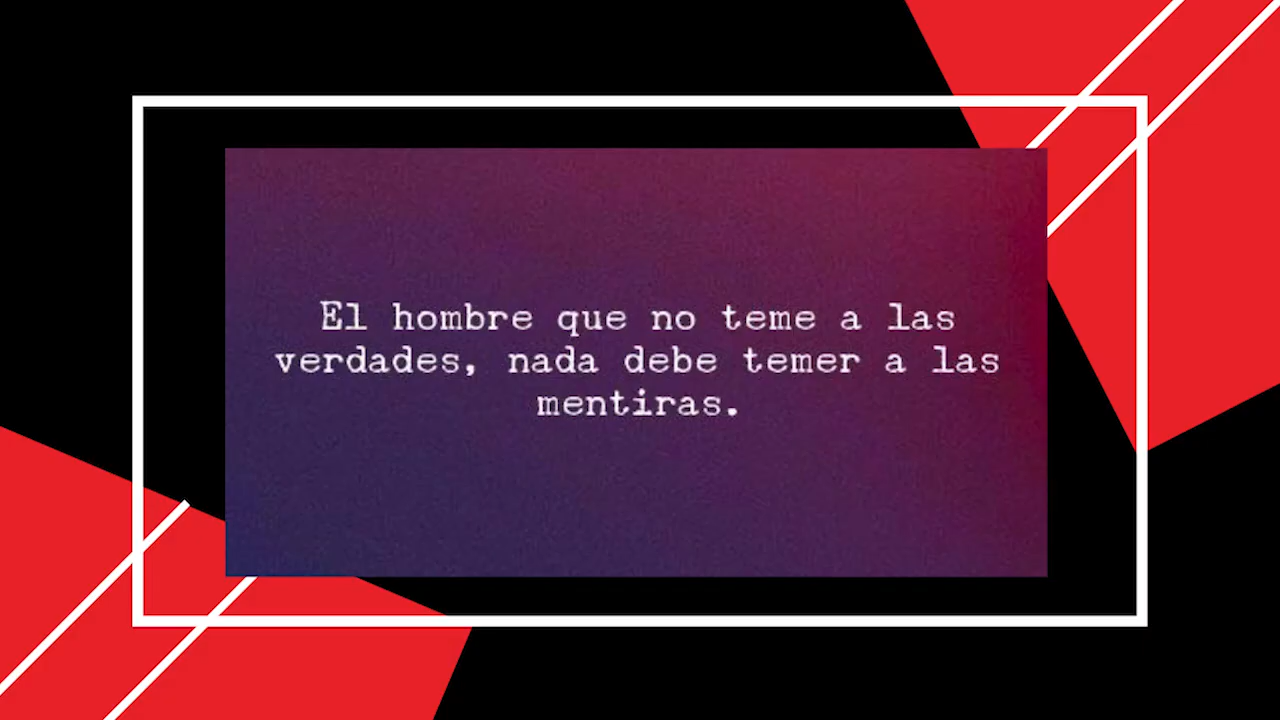 El hombre que no teme a las
verdades, nada debe temer a las
mentiras.